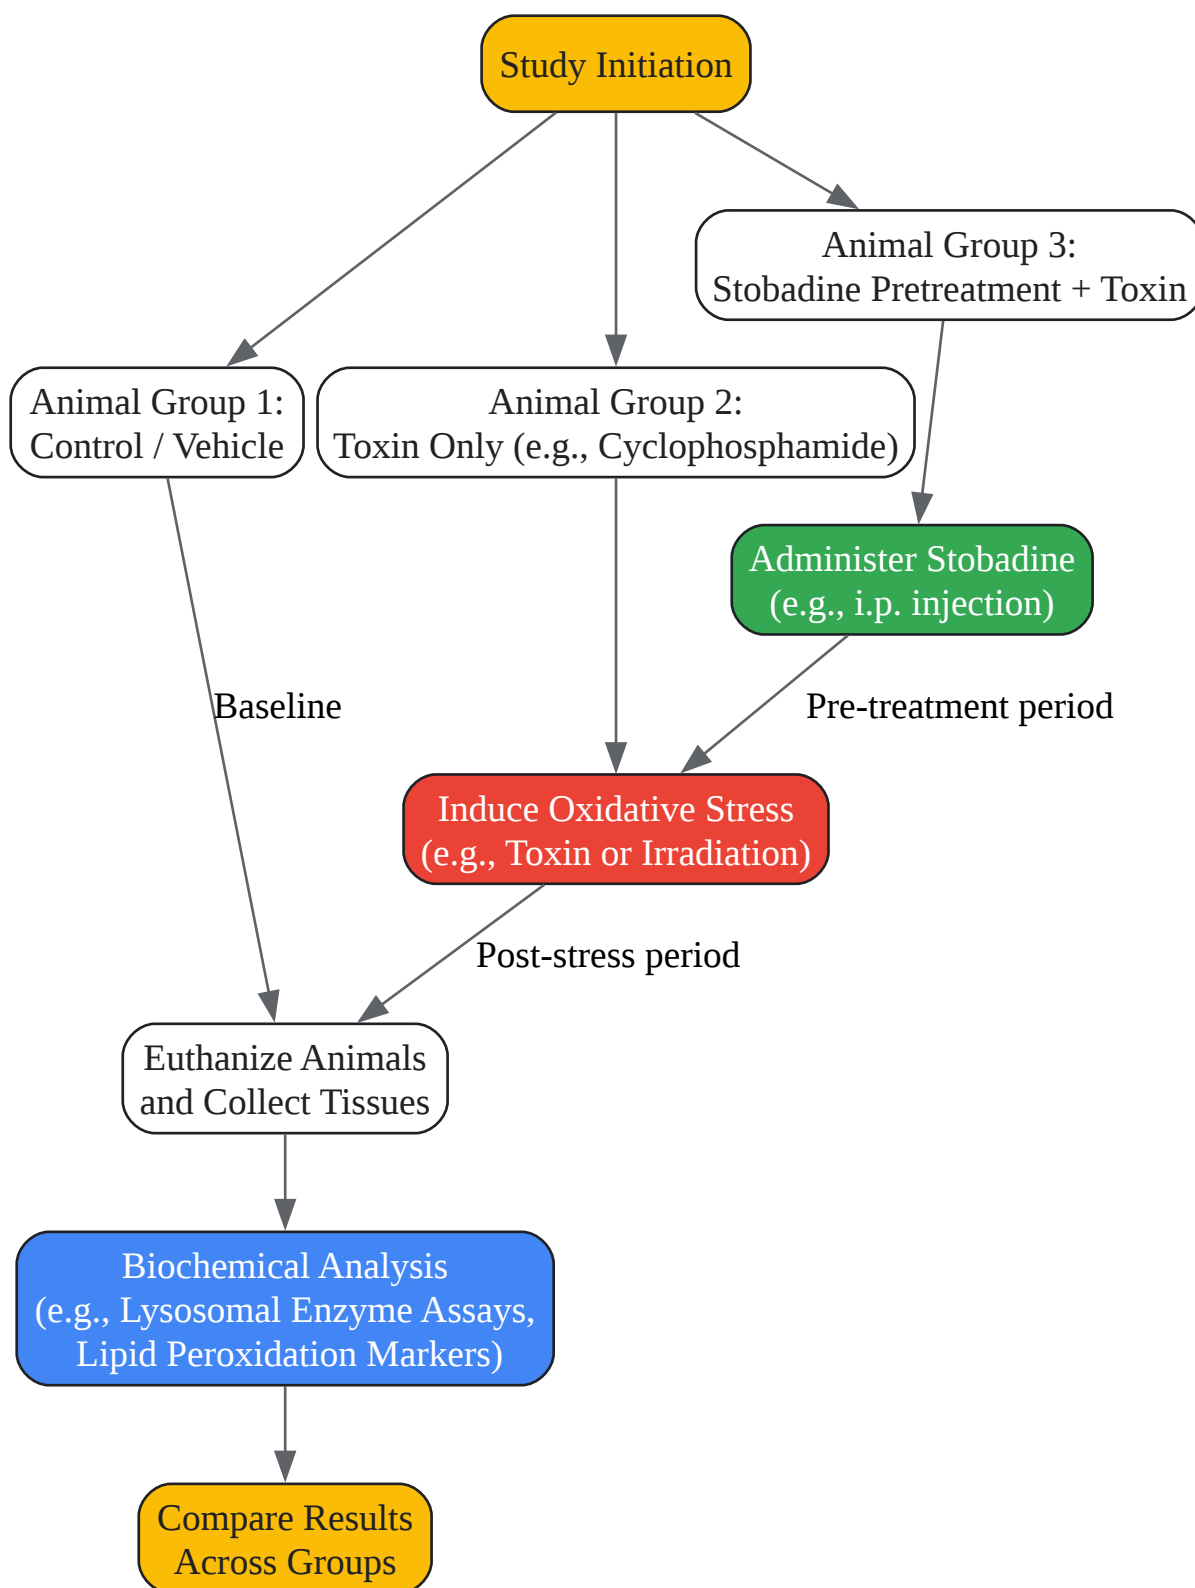 Study Initiation
Animal Group 3:
Stobadine Pretreatment + Toxin
Animal Group 1:
Control / Vehicle
Animal Group 2:
Toxin Only (e.g., Cyclophosphamide)
Administer Stobadine
(e.g., i.p. injection)
Baseline
Pre-treatment period
Induce Oxidative Stress
(e.g., Toxin or Irradiation)
Post-stress period
Euthanize Animals
and Collect Tissues
Biochemical Analysis
(e.g., Lysosomal Enzyme Assays,
Lipid Peroxidation Markers)
Compare Results
Across Groups